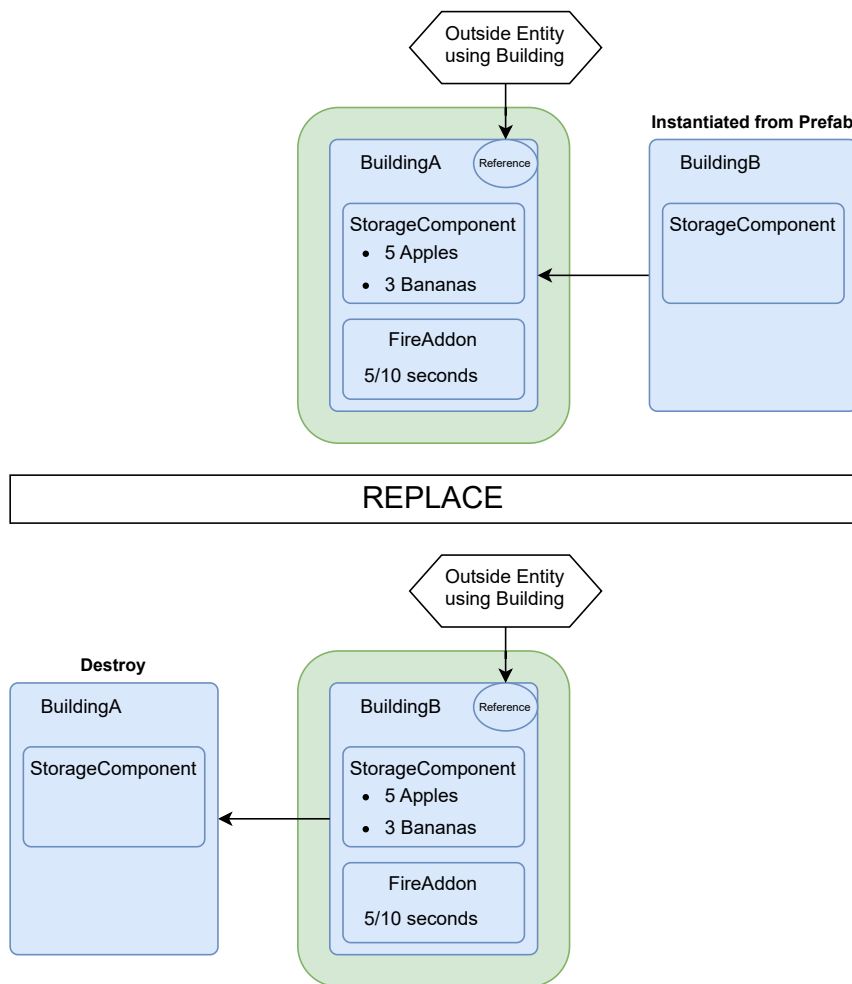 Outside Entity
using Building
Instantiated from Prefab
BuildingA
Reference
BuildingB
StorageComponent
• 5 Apples
• 3 Bananas
StorageComponent
FireAddon
5/10 seconds
REPLACE
Outside Entity
using Building
Destroy
BuildingA
BuildingB
Reference
StorageComponent
StorageComponent
• 5 Apples
• 3 Bananas
FireAddon
5/10 seconds